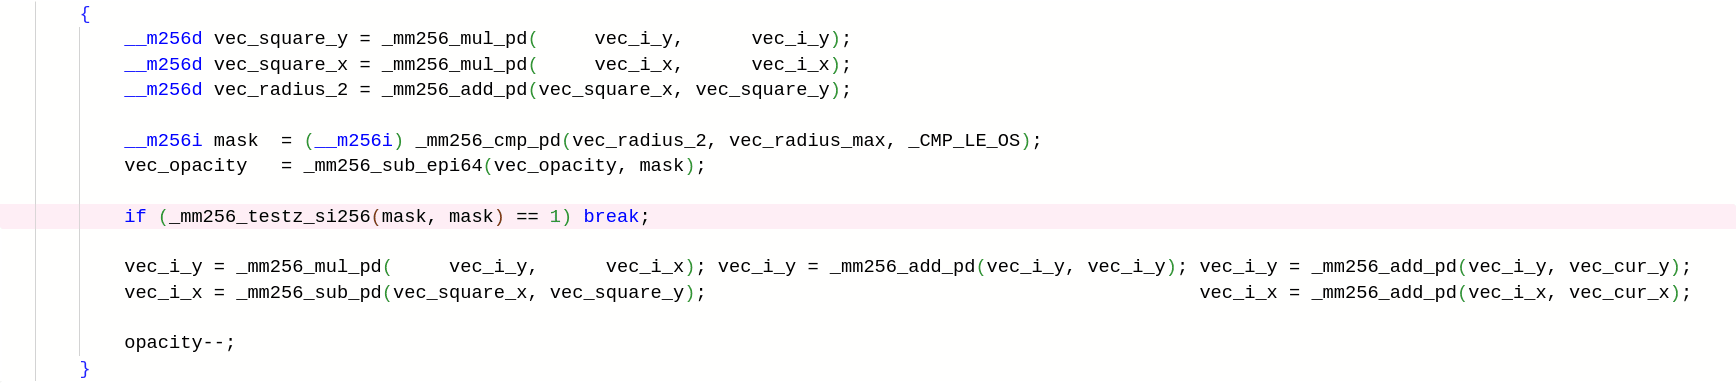 {
    __m256d vec_square_y = _mm256_mul_pd(     vec_i_y,      vec_i_y);
    __m256d vec_square_x = _mm256_mul_pd(     vec_i_x,      vec_i_x);
    __m256d vec_radius_2 = _mm256_add_pd(vec_square_x, vec_square_y);

    __m256i mask  = (__m256i) _mm256_cmp_pd(vec_radius_2, vec_radius_max, _CMP_LE_OS);
    vec_opacity   = _mm256_sub_epi64(vec_opacity, mask);

    if (_mm256_testz_si256(mask, mask) == 1) break;

    vec_i_y = _mm256_mul_pd(     vec_i_y,      vec_i_x); vec_i_y = _mm256_add_pd(vec_i_y, vec_i_y); vec_i_y = _mm256_add_pd(vec_i_y, vec_cur_y);
    vec_i_x = _mm256_sub_pd(vec_square_x, vec_square_y);                                            vec_i_x = _mm256_add_pd(vec_i_x, vec_cur_x);

    opacity--;
}